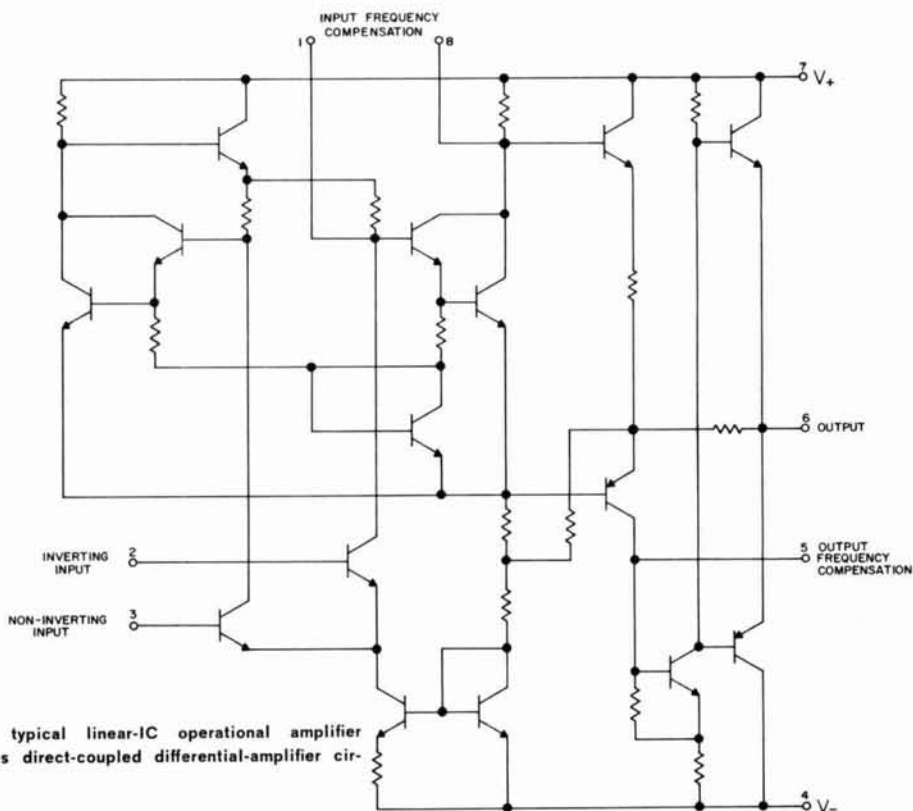 INPUT FREQUENCY
COMPENSATION
1
8
7
V+
6
OUTPUT
5
OUTPUT
FREQUENCY
COMPENSATION
INVERTING
INPUT
2
NON-INVERTING
INPUT
3
typical linear-IC operational amplifier
s direct-coupled differential-amplifier cir-
4
V-